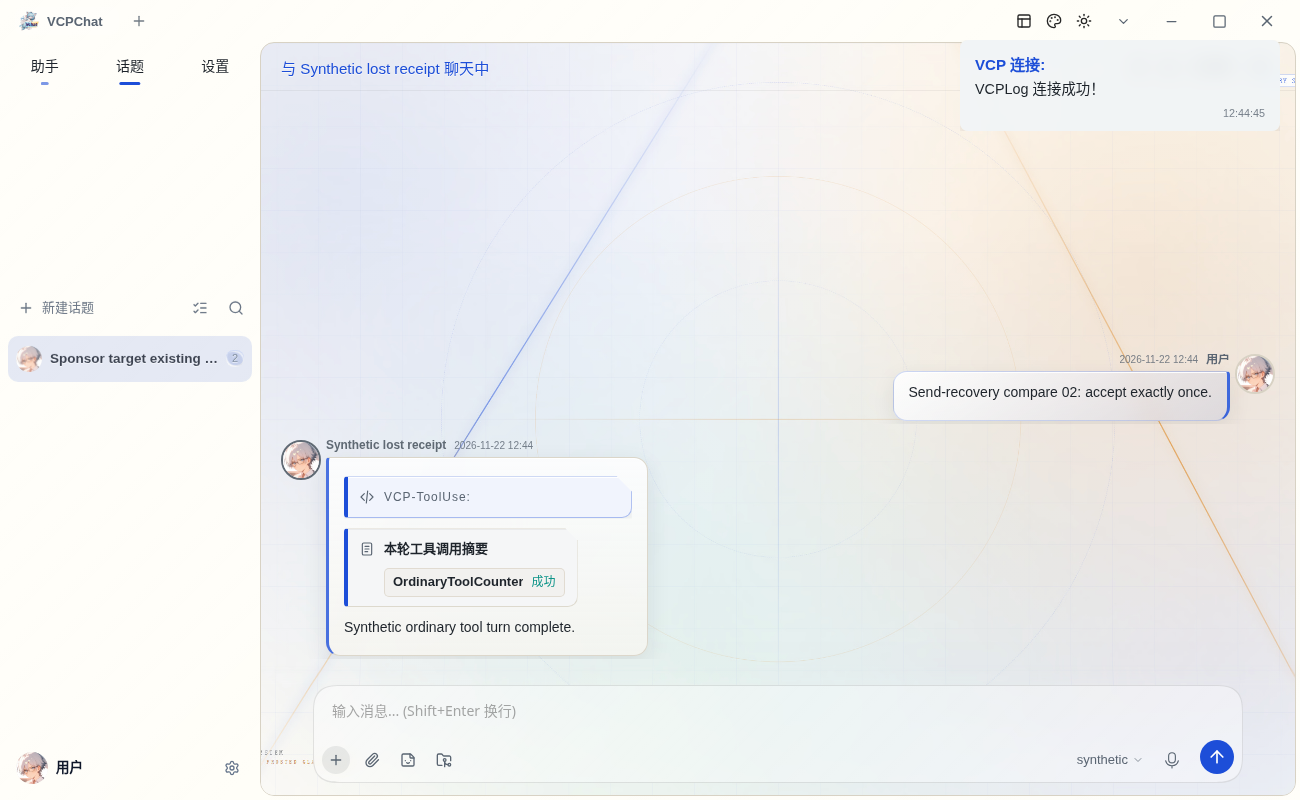 VCPChat
助手
话题
设置
与 Synthetic lost receipt 聊天中
VCP 连接:
VCPLog 连接成功!
12:44:45
新建话题
Sponsor target existing ...
2
2026-11-22 12:44 用户
Send-recovery compare 02: accept exactly once.
Synthetic lost receipt 2026-11-22 12:44
VCP-ToolUse:
本轮工具调用摘要
OrdinaryToolCounter 成功
Synthetic ordinary tool turn complete.
输入消息... (Shift+Enter 换行)
synthetic
用户